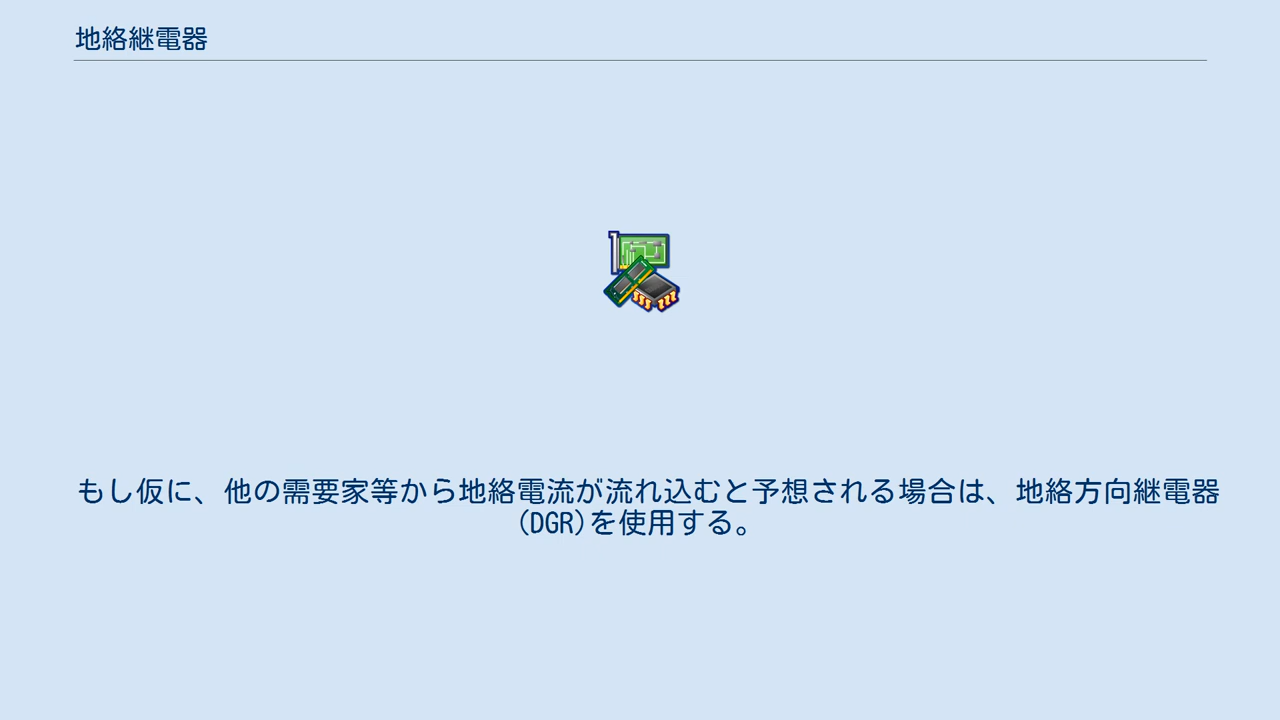 地絡継電器
もし仮に、他の需要家等から地絡電流が流れ込むと予想される場合は、地絡方向継電器
(DGR)を使用する。